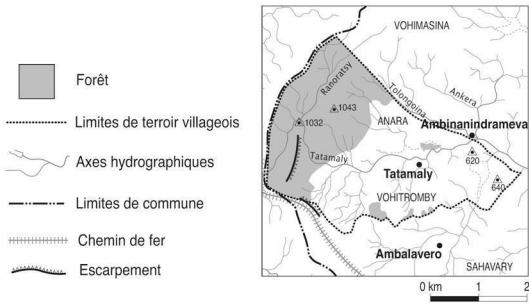 Forêt
Limites de terroir villageois
Axes hydrographiques
Limites de commune
Chemin de fer
Escarpement
VOHIMASINA
Ranoratsy
Tolongoina
Ankera
1043
1032
ANARA
Ambinanindrameva
Tatamaly
620
Tatamaly
640
VOHITROMBY
Ambalavero
SAHAVARY
0 km 1 2